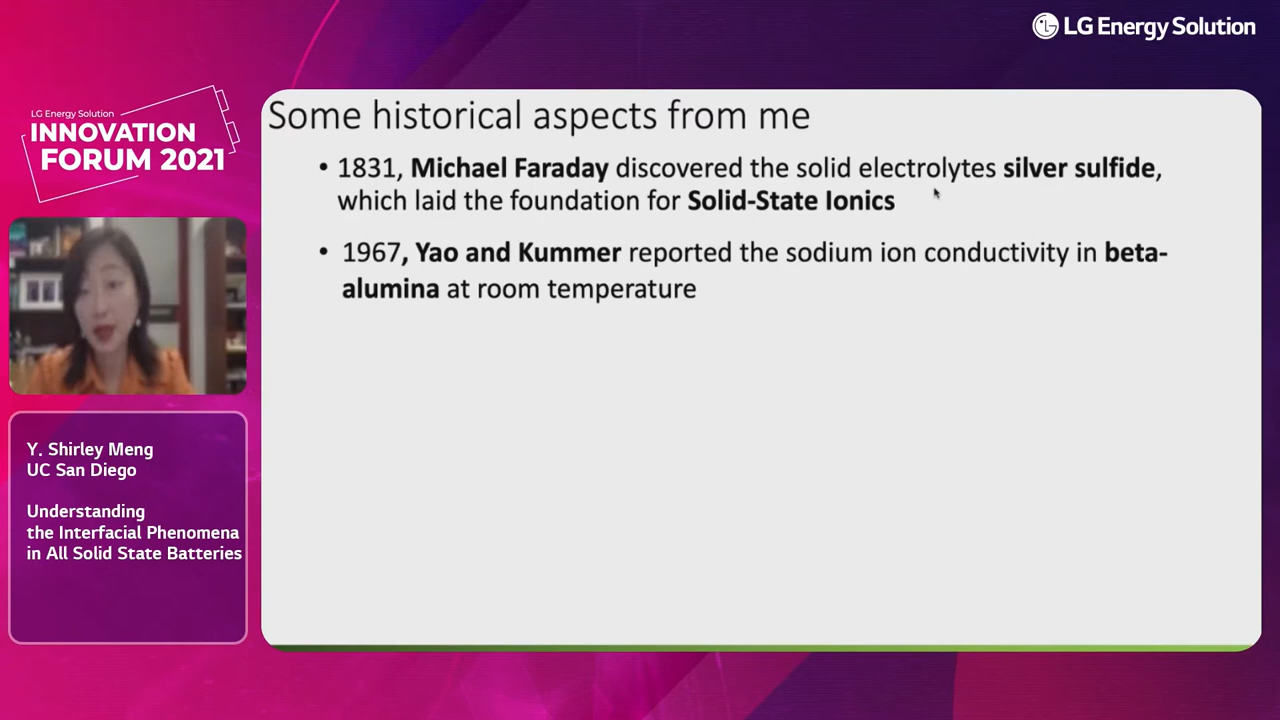 LG Energy Solution
LG Energy Solution
INNOVATION
FORUM 2021
Some historical aspects from me
• 1831, Michael Faraday discovered the solid electrolytes silver sulfide,
which laid the foundation for Solid-State Ionics
• 1967, Yao and Kummer reported the sodium ion conductivity in beta-
alumina at room temperature
Y. Shirley Meng
UC San Diego
Understanding
the Interfacial Phenomena
in All Solid State Batteries